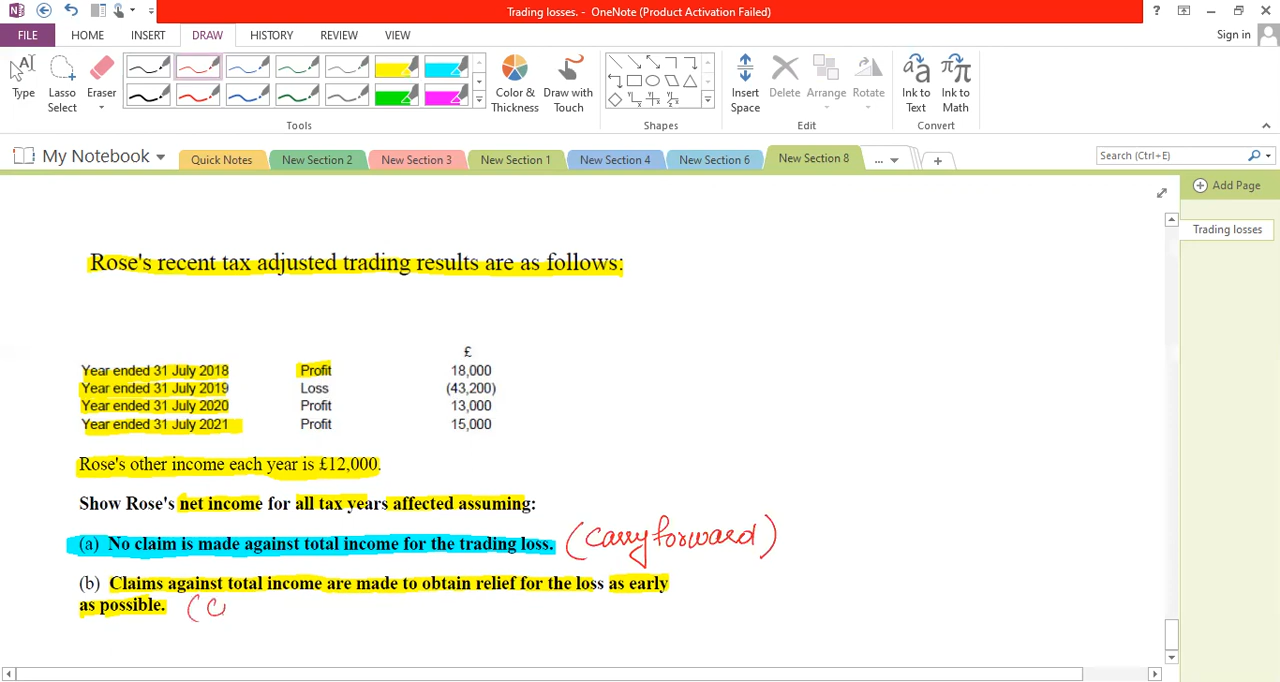 Trading losses. - OneNote (Product Activation Failed)
?
FILE HOME INSERT DRAW HISTORY REVIEW VIEW
Sign in
Type
Lasso Select
Eraser
Color & Thickness
Draw with Touch
Insert Space
Delete
Arrange
Rotate
Ink to Text
Ink to Math
Tools
Shapes
Edit
Convert
My Notebook
Quick Notes
New Section 2
New Section 3
New Section 1
New Section 4
New Section 6
New Section 8
...
Search (Ctrl+E)
Add Page
Trading losses
Rose's recent tax adjusted trading results are as follows:
£
Year ended 31 July 2018 Profit 18,000
Year ended 31 July 2019 Loss (43,200)
Year ended 31 July 2020 Profit 13,000
Year ended 31 July 2021 Profit 15,000
Rose's other income each year is £12,000.
Show Rose's net income for all tax years affected assuming:
(a) No claim is made against total income for the trading loss. (Carry forward)
(b) Claims against total income are made to obtain relief for the loss as early
as possible. (C